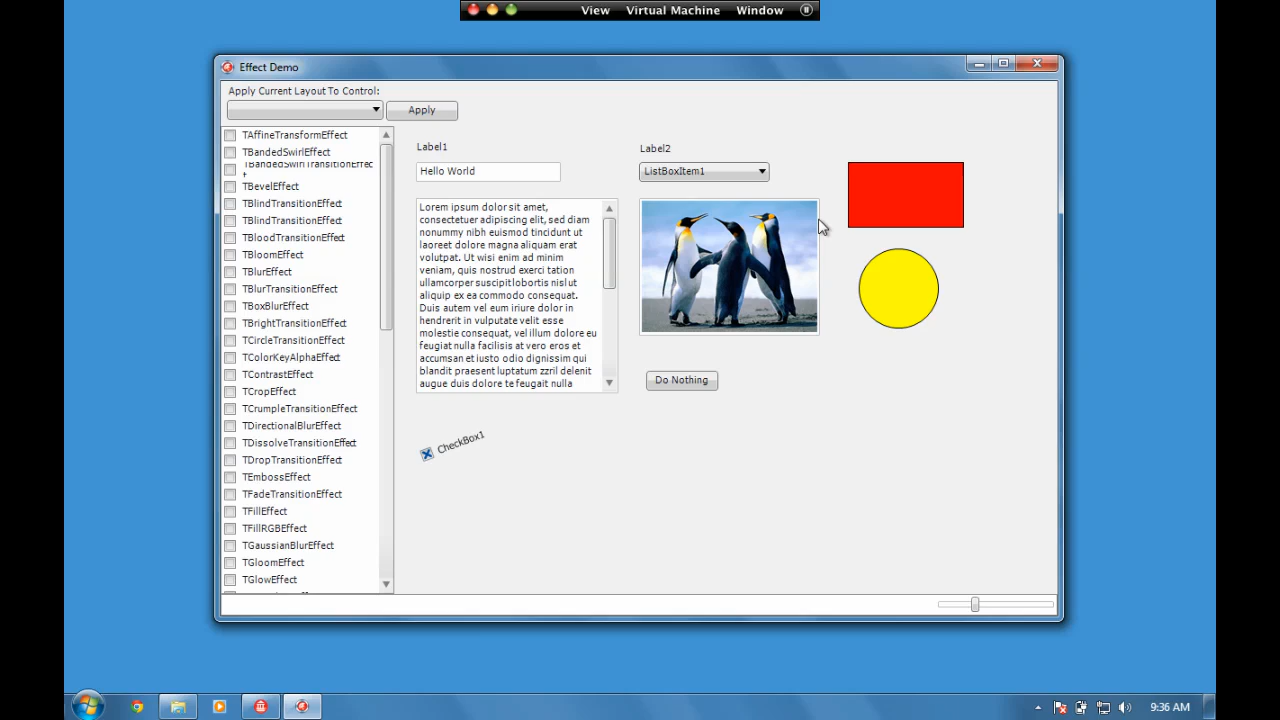 View Virtual Machine Window
Effect Demo
Apply Current Layout To Control:
Apply
TAffineTransformEffect
TBandedSwirlEffect
TBandedSwirlTransitionEffec
t
TBevelEffect
TBlindTransitionEffect
TBlindTransitionEffect
TBloodTransitionEffect
TBloomEffect
TBlurEffect
TBlurTransitionEffect
TBoxBlurEffect
TBrightTransitionEffect
TCircleTransitionEffect
TColorKeyAlphaEffect
TContrastEffect
TCropEffect
TCrumpleTransitionEffect
TDirectionalBlurEffect
TDissolveTransitionEffect
TDropTransitionEffect
TEmbossEffect
TFadeTransitionEffect
TFillEffect
TFillRGBEffect
TGaussianBlurEffect
TGloomEffect
TGlowEffect
Label1
Hello World
Lorem ipsum dolor sit amet,
consectetuer adipiscing elit, sed diam
nonummy nibh euismod tincidunt ut
laoreet dolore magna aliquam erat
volutpat. Ut wisi enim ad minim
veniam, quis nostrud exerci tation
ullamcorper suscipit lobortis nisl ut
aliquip ex ea commodo consequat.
Duis autem vel eum iriure dolor in
hendrerit in vulputate velit esse
molestie consequat, vel illum dolore eu
feugiat nulla facilisis at vero eros et
accumsan et iusto odio dignissim qui
blandit praesent luptatum zzril delenit
augue duis dolore te feugait nulla
CheckBox1
Label2
ListBoxItem1
Do Nothing
9:36 AM